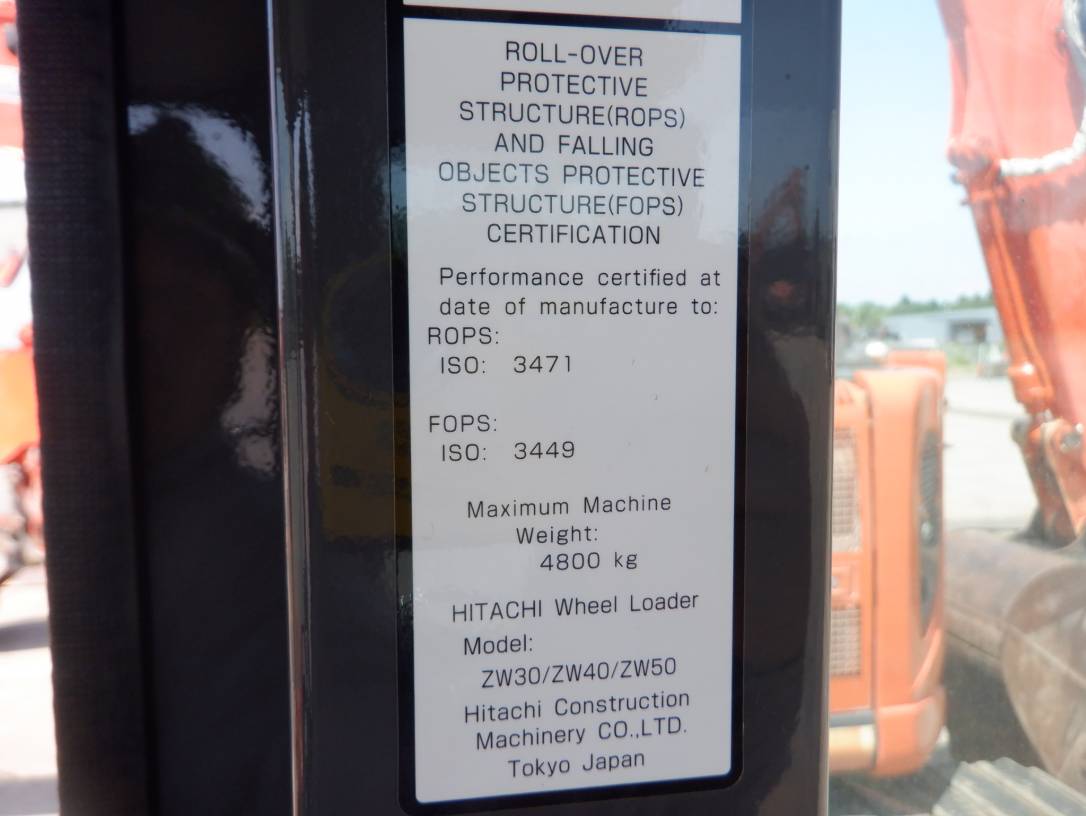 ROLL-OVER
PROTECTIVE
STRUCTURE(ROPS)
AND FALLING
OBJECTS PROTECTIVE
STRUCTURE(FOPS)
CERTIFICATION
Performance certified at
date of manufacture to:
ROPS:
ISO: 3471
FOPS:
ISO: 3449
Maximum Machine
Weight:
4800 kg
HITACHI Wheel Loader
Model:
ZW30/ZW40/ZW50
Hitachi Construction
Machinery CO.,LTD.
Tokyo Japan